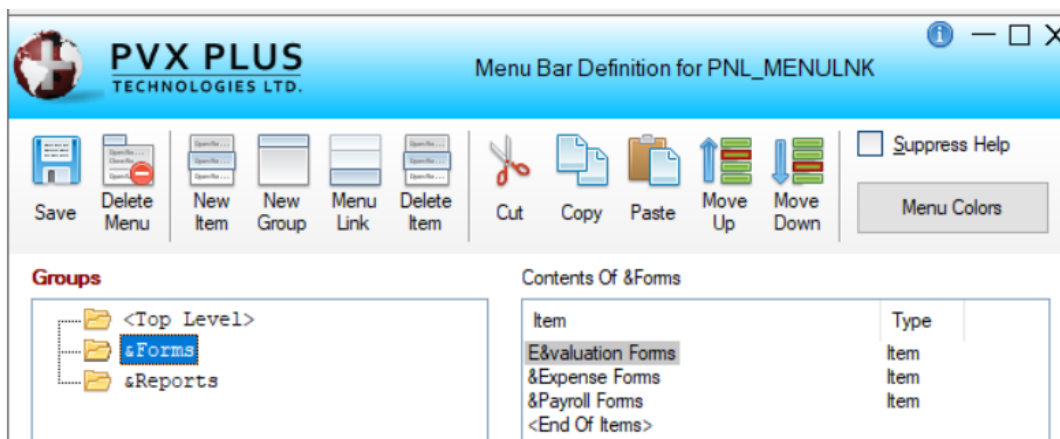 PVX PLUS
TECHNOLOGIES LTD.
Menu Bar Definition for PNL_MENULNK
Save
Delete Menu
New Item
New Group
Menu Link
Delete Item
Cut
Copy
Paste
Move Up
Move Down
Suppress Help
Menu Colors
Groups
<Top Level>
&Forms
&Reports
Contents Of &Forms
Item Type
E&valuation Forms Item
&Expense Forms Item
&Payroll Forms Item
<End Of Items>